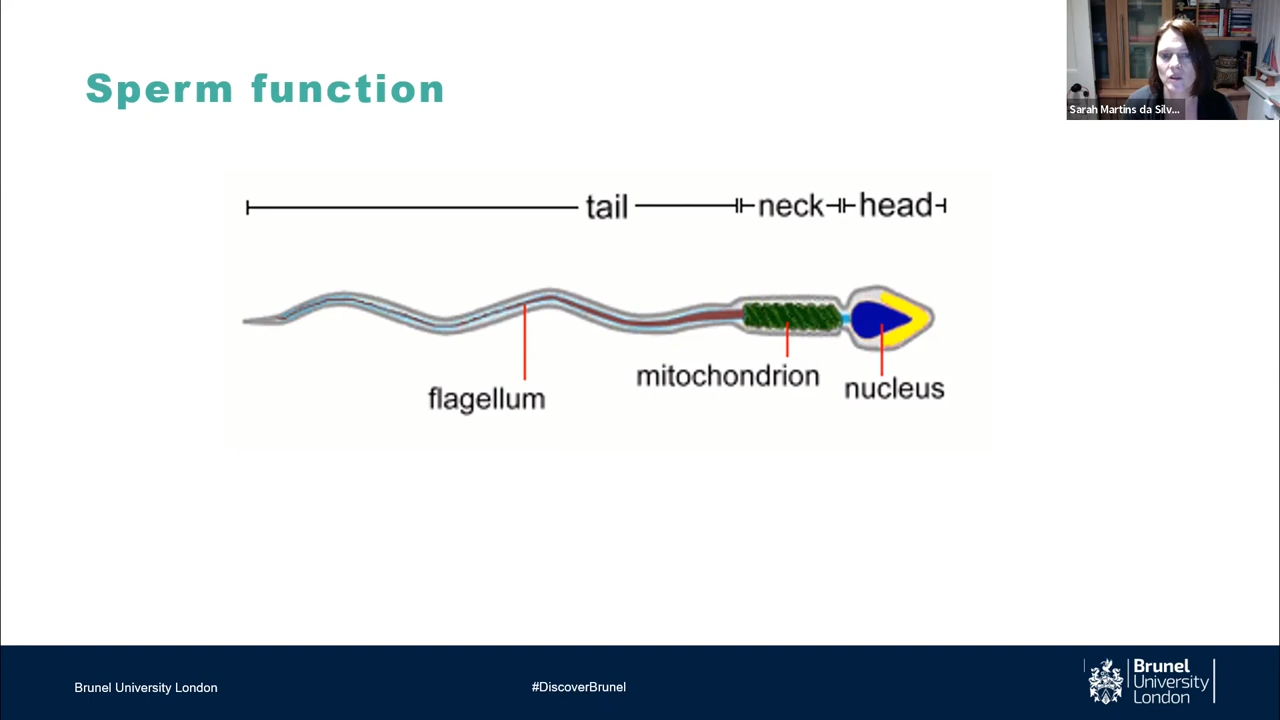 Sperm function
Sarah Martins da Silv...
tail
neck
head
flagellum
mitochondrion
nucleus
Brunel University London
#DiscoverBrunel
Brunel
University
London